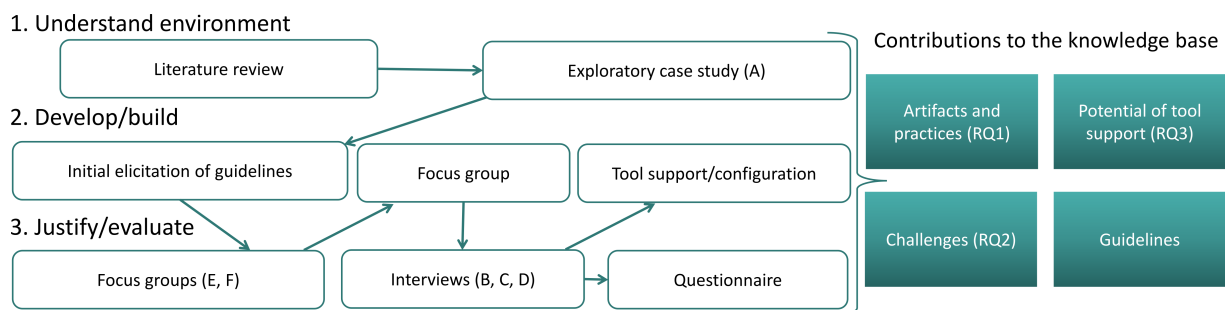 1. Understand environment
Literature review
Exploratory case study (A)
2. Develop/build
Initial elicitation of guidelines
Focus group
Tool support/configuration
3. Justify/evaluate
Focus groups (E, F)
Interviews (B, C, D)
Questionnaire
Contributions to the knowledge base
Artifacts and
practices (RQ1)
Potential of tool
support (RQ3)
Challenges (RQ2)
Guidelines